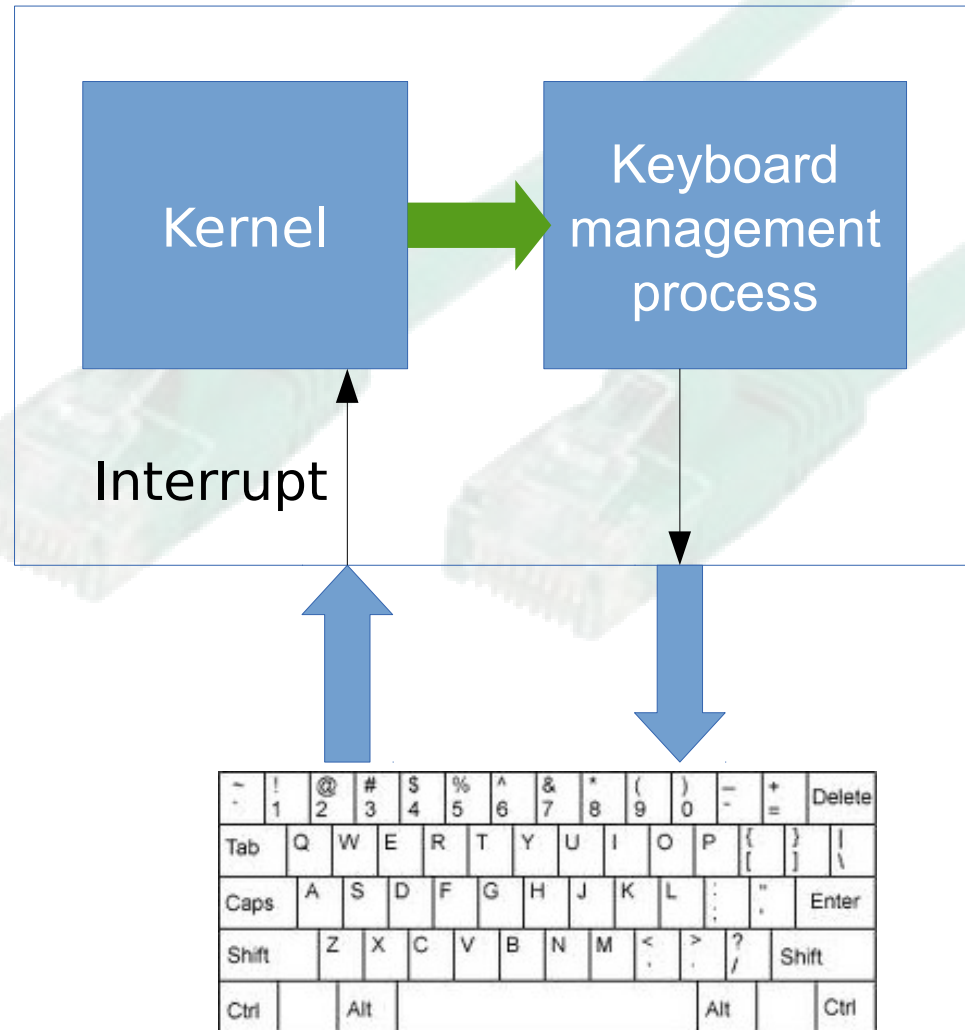 Kernel
Keyboard
management
process
Interrupt
~ ! @ # $ % ^ & * ( ) _ +
` 1 2 3 4 5 6 7 8 9 0 - = Delete
Tab Q W E R T Y U I O P { } |
[ ] \
Caps A S D F G H J K L : " Enter
; '
Shift Z X C V B N M < > ? Shift
, . /
Ctrl Alt Alt Ctrl